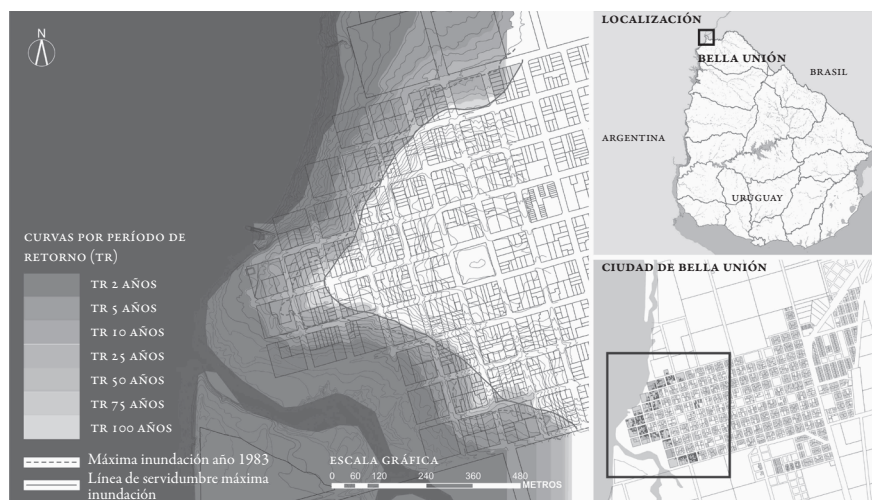 N
CURVAS POR PERÍODO DE
RETORNO (TR)
TR 2 AÑOS
TR 5 AÑOS
TR 10 AÑOS
TR 25 AÑOS
TR 50 AÑOS
TR 75 AÑOS
TR 100 AÑOS
Máxima inundación año 1983
Línea de servidumbre máxima
inundación
ESCALA GRÁFICA
0 60 120 240 360 480
METROS
LOCALIZACIÓN
BELLA UNIÓN
BRASIL
ARGENTINA
URUGUAY
CIUDAD DE BELLA UNIÓN